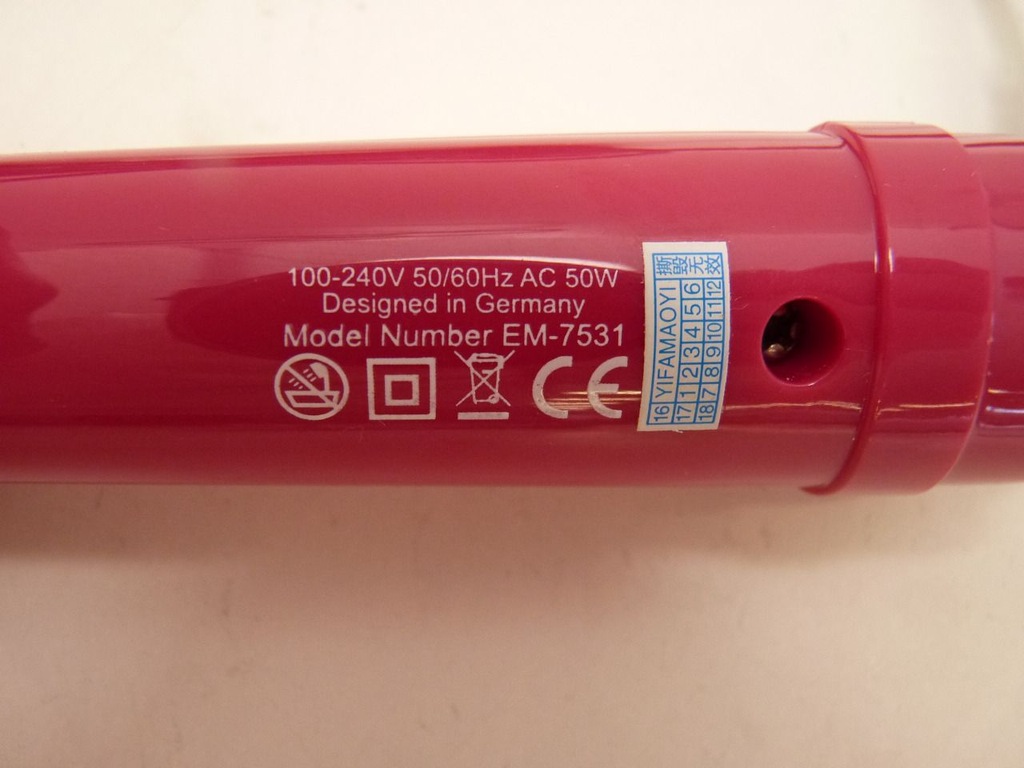 100-240V 50/60Hz AC 50W
Designed in Germany
Model Number EM-7531
CE
撕毁无效
16 YIFAMAOYI
17 1 2 3 4 5 6
18 7 8 9 10 11 12